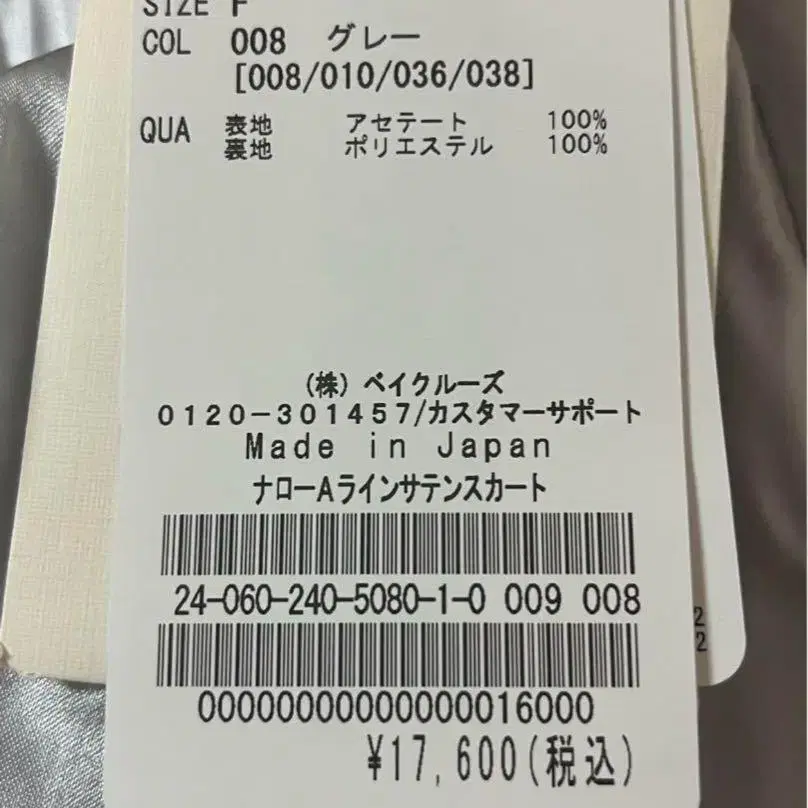 SIZE F
COL 008 グレー
[008/010/036/038]
QUA 表地 アセテート 100%
裏地 ポリエステル 100%
(株) ベイクルーズ
0120-301457/カスタマーサポート
Made in Japan
ナローAラインサテンスカート
24-060-240-5080-1-0 009 008
00000000000000016000
¥17,600(税込)
2
2